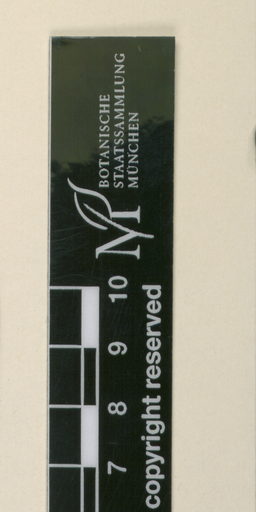 BOTANISCHE
STAATSSAMMLUNG
MÜNCHEN
10
9
8
7
copyright reserved